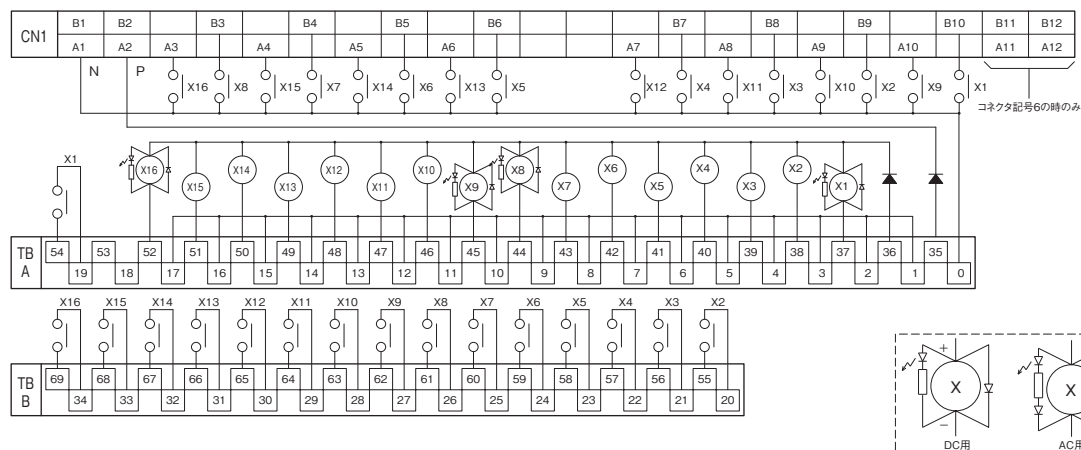 CN1 B1 B2 B3 B4 B5 B6 B7 B8 B9 B10 B11 B12
A1 A2 A3 A4 A5 A6 A7 A8 A9 A10 A11 A12
N P X16 X8 X15 X7 X14 X6 X13 X5 X12 X4 X11 X3 X10 X2 X9 X1
コネクタ記号6の時のみ
X1 X16 X15 X14 X13 X12 X11 X10 X9 X8 X7 X6 X5 X4 X3 X2 X1
TB A 54 53 52 51 50 49 48 47 46 45 44 43 42 41 40 39 38 37 36 35
19 18 17 16 15 14 13 12 11 10 9 8 7 6 5 4 3 2 1 0
X16 X15 X14 X13 X12 X11 X10 X9 X8 X7 X6 X5 X4 X3 X2
TB B 69 68 67 66 65 64 63 62 61 60 59 58 57 56 55
34 33 32 31 30 29 28 27 26 25 24 23 22 21 20
+
X X
−
DC用 AC用